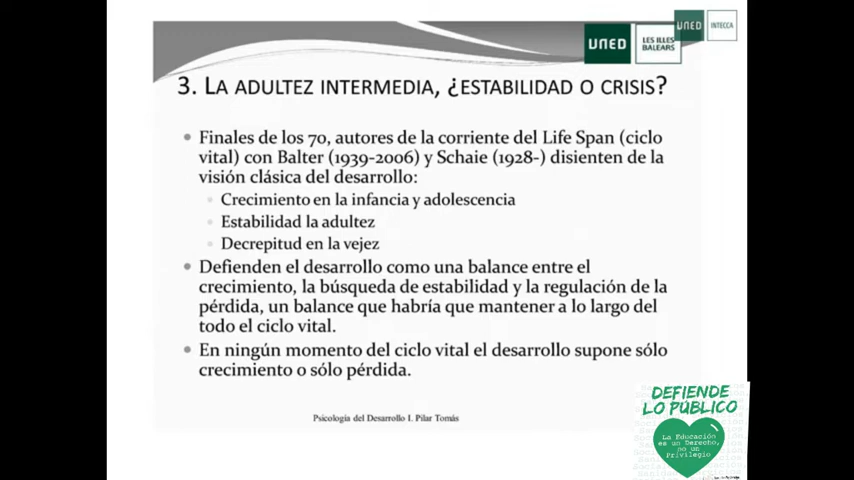 UNED
LES ILLES
BALEARS
UNED
INTECCA
3. LA ADULTEZ INTERMEDIA, ¿ESTABILIDAD O CRISIS?
Finales de los 70, autores de la corriente del Life Span (ciclo
vital) con Balter (1939-2006) y Schaie (1928-) disienten de la
visión clásica del desarrollo:
Crecimiento en la infancia y adolescencia
Estabilidad la adultez
Decrepitud en la vejez
Defienden el desarrollo como una balance entre el
crecimiento, la búsqueda de estabilidad y la regulación de la
pérdida, un balance que habría que mantener a lo largo del
todo el ciclo vital.
En ningún momento del ciclo vital el desarrollo supone sólo
crecimiento o sólo pérdida.
Psicología del Desarrollo I. Pilar Tomás
DEFIENDE
LO PÚBLICO
La Educación
es un Derecho,
no un
Privilegio